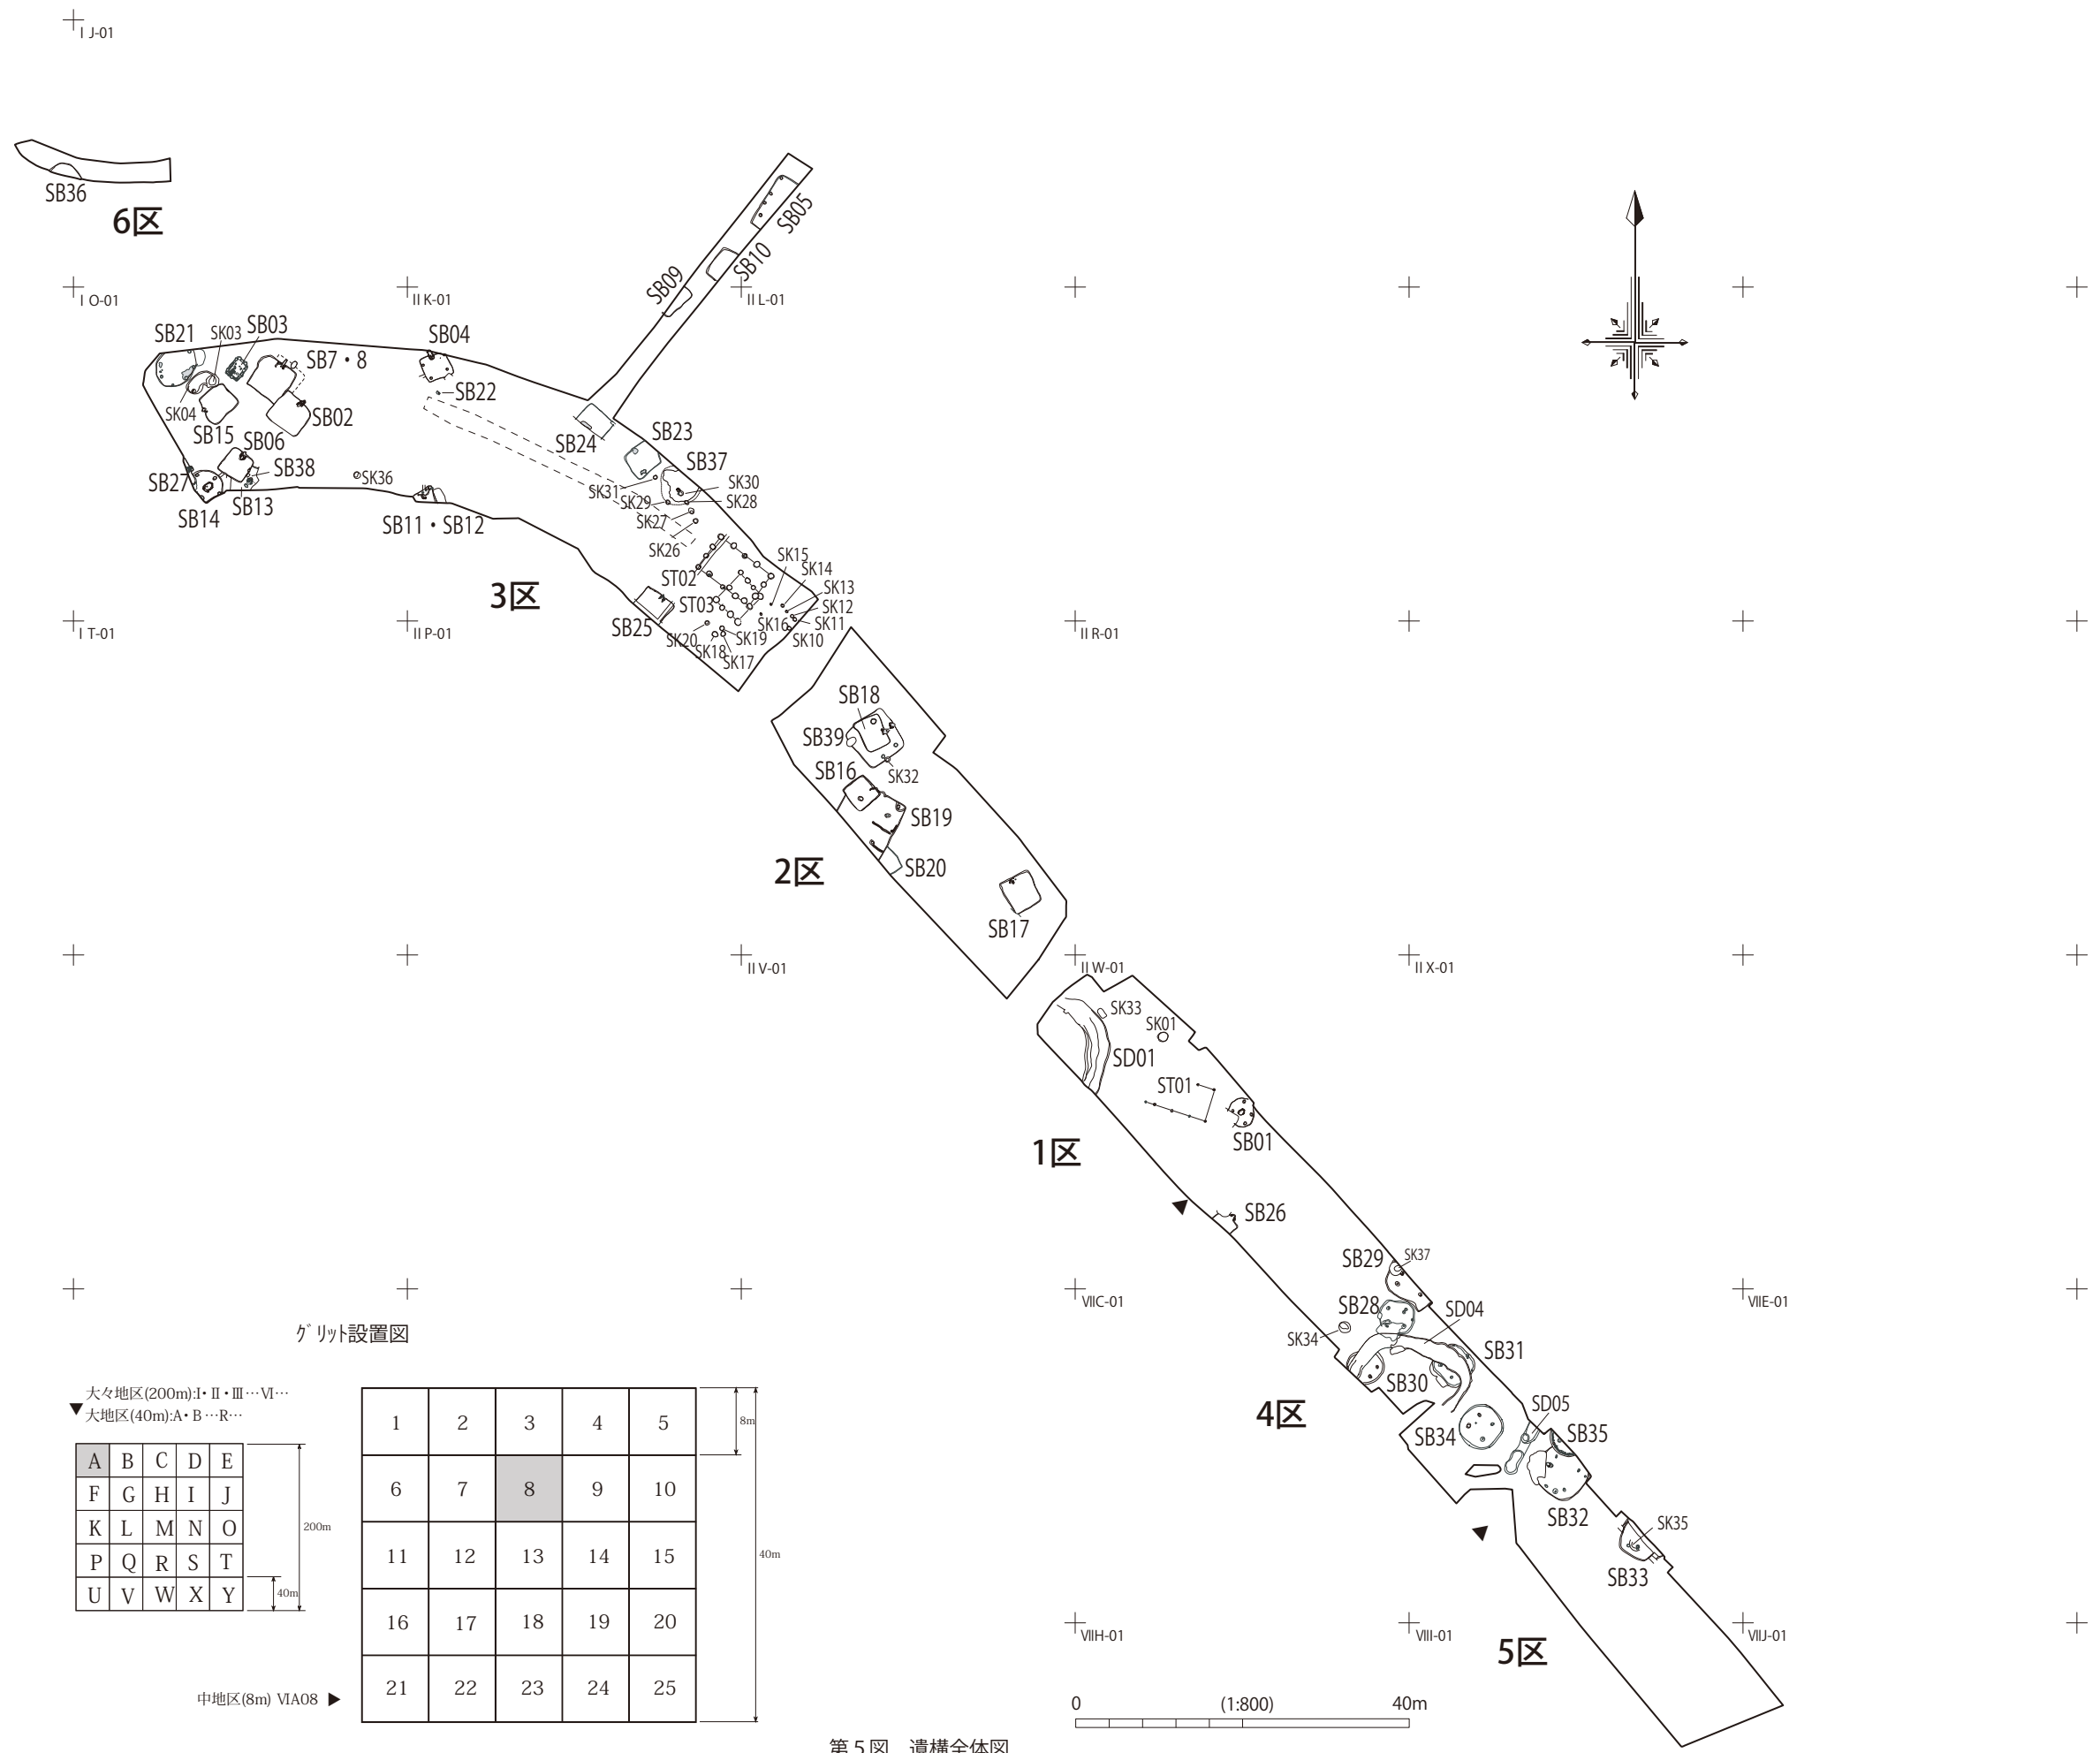 I J-01
SB36
6区
SB05
SB10
SB09
I O-01
II K-01
II L-01
SB21
SK03
SB03
SB7・8
SB04
SB22
SK04
SB15
SB02
SB06
SB38
SB27
SB13
SB14
SK36
SB11・SB12
SB24
SB23
SB37
SK30
SK31
SK29
SK28
SK27
SK26
3区
ST02
ST03
SK15
SK14
SK13
SK12
SK11
SK16
SK10
SB25
SK20
SK19
SK18
SK17
I T-01
II P-01
II R-01
SB18
SB39
SK32
SB16
SB19
SB20
2区
SB17
II V-01
II W-01
II X-01
SK33
SK01
SD01
ST01
SB01
1区
SB26
SB29
SK37
SB28
SD04
SK34
SB31
SB30
4区
SD05
SB34
SB35
SB32
SK35
SB33
5区
VIIC-01
VIIE-01
VIIH-01
VIII-01
VIIJ-01
グリット設置図
▼大々地区(200m):I・II・III…VI…
大地区(40m):A・B…R…
A B C D E
F G H I J
K L M N O
P Q R S T
U V W X Y
200m
40m
1 2 3 4 5
6 7 8 9 10
11 12 13 14 15
16 17 18 19 20
21 22 23 24 25
8m
40m
中地区(8m) VIA08 ▶
0 (1:800) 40m
第5図 遺構全体図